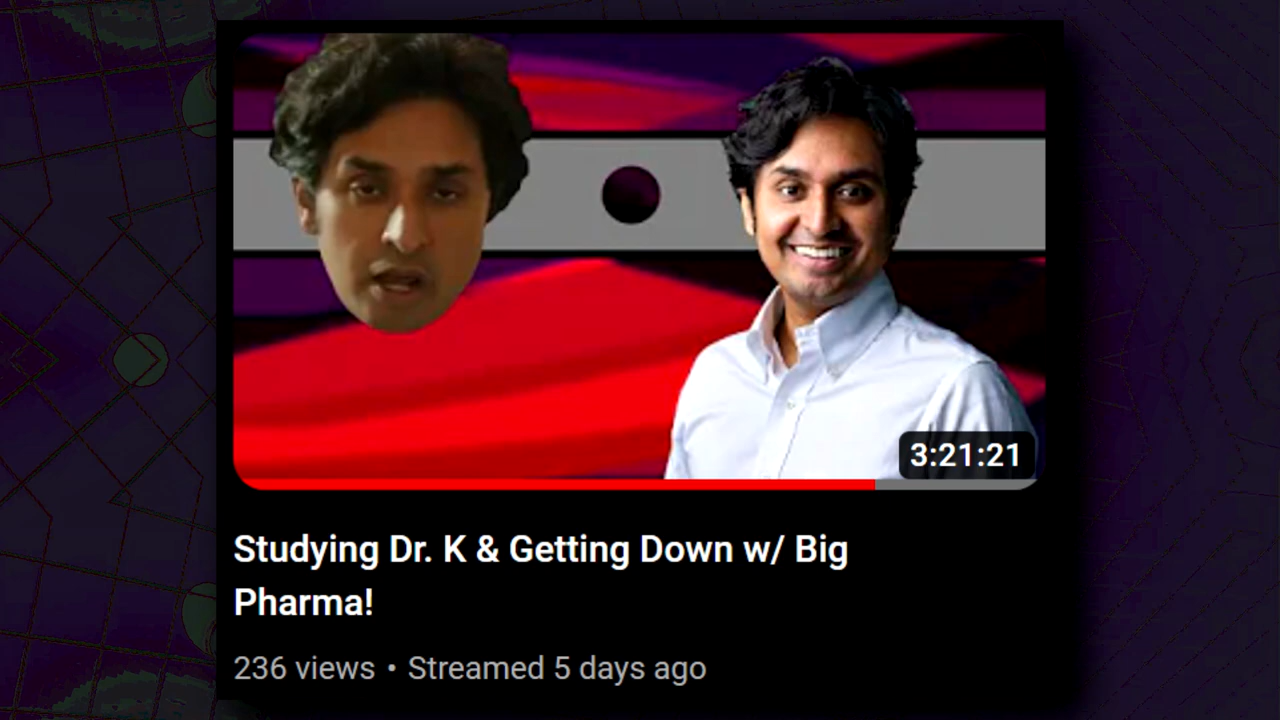 3:21:21
Studying Dr. K & Getting Down w/ Big
Pharma!
236 views • Streamed 5 days ago